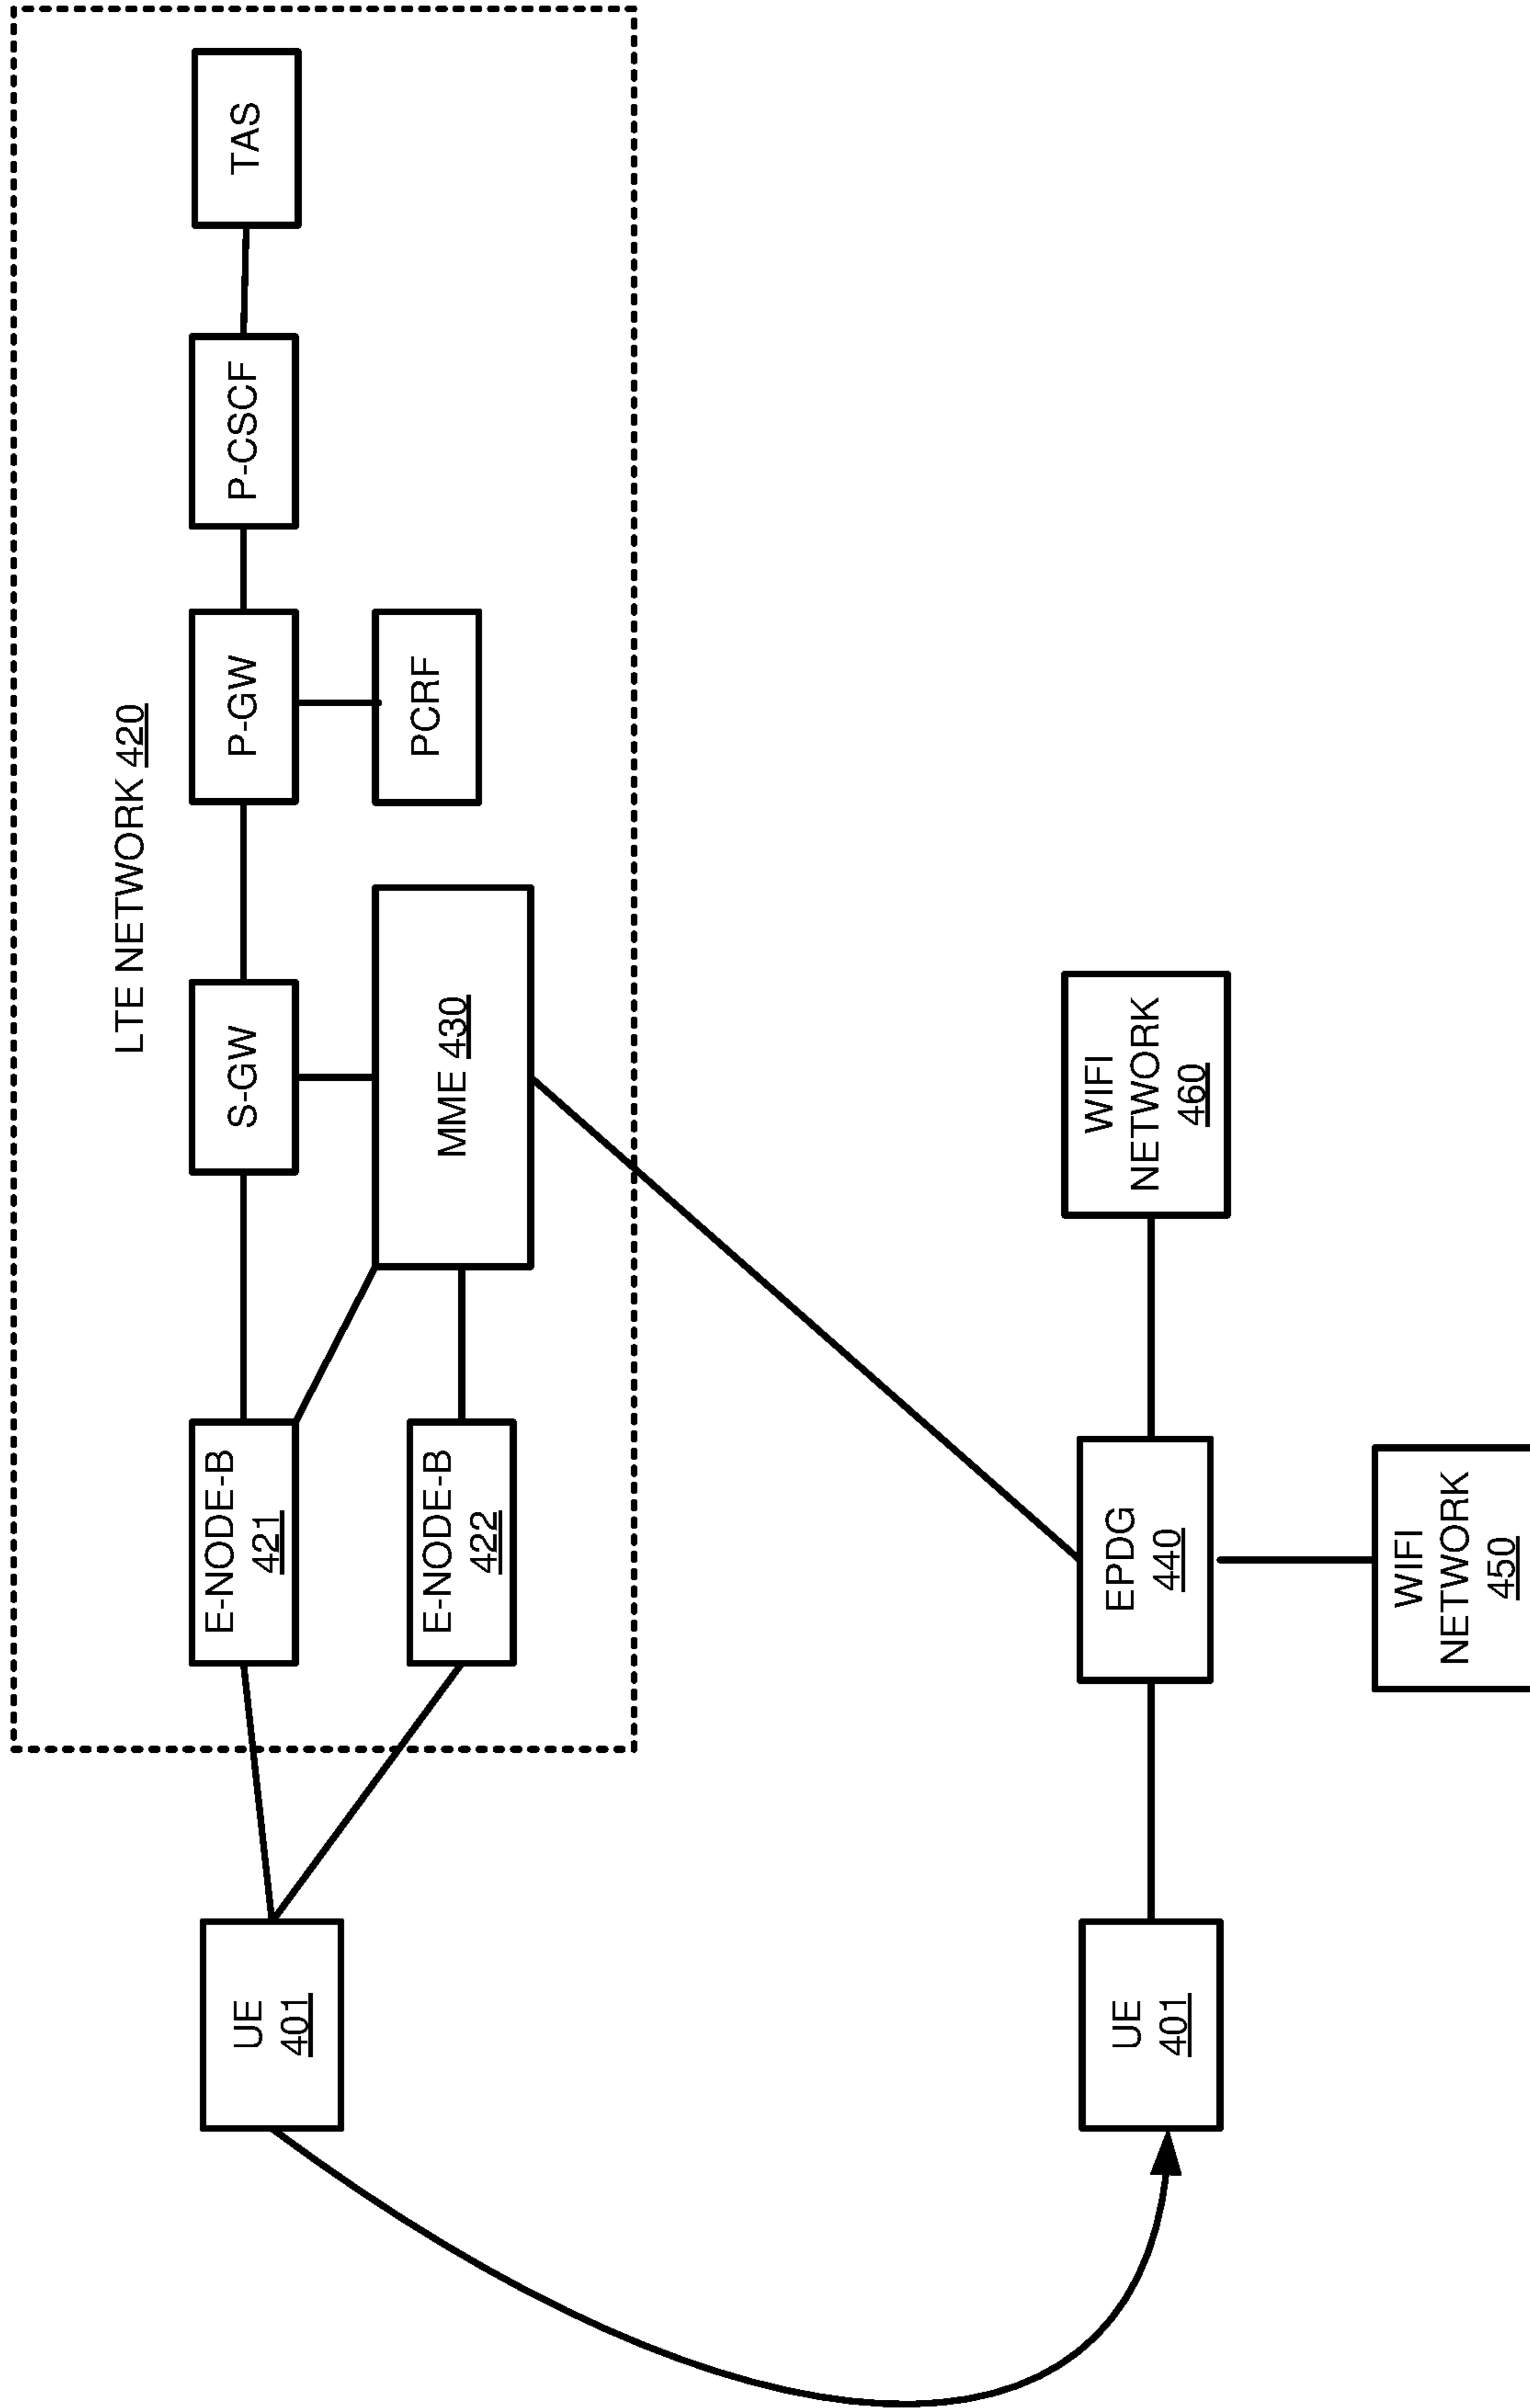 LTE NETWORK 420
UE
401
E-NODE-B
421
S-GW
P-GW
P-CSCF
TAS
E-NODE-B
422
MME 430
PCRF
UE
401
EPDG
440
WIFI
NETWORK
460
WIFI
NETWORK
450